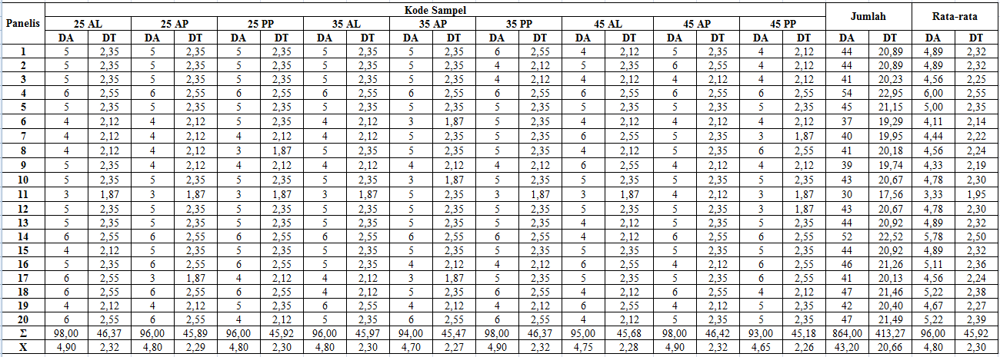 Panelis Kode Sampel Jumlah Rata-rata
25 AL 25 AP 25 PP 35 AL 35 AP 35 PP 45 AL 45 AP 45 PP
DA DT DA DT DA DT DA DT DA DT DA DT DA DT DA DT DA DT DA DT DA DT
1 5 2,35 5 2,35 5 2,35 5 2,35 5 2,35 6 2,55 4 2,12 5 2,35 4 2,12 44 20,89 4,89 2,32
2 5 2,35 5 2,35 5 2,35 5 2,35 5 2,35 4 2,12 5 2,35 6 2,55 4 2,12 44 20,89 4,89 2,32
3 5 2,35 5 2,35 5 2,35 5 2,35 5 2,35 4 2,12 4 2,12 4 2,12 4 2,12 41 20,23 4,56 2,25
4 6 2,55 6 2,55 6 2,55 6 2,55 6 2,55 6 2,55 6 2,55 6 2,55 6 2,55 54 22,95 6,00 2,55
5 5 2,35 5 2,35 5 2,35 5 2,35 5 2,35 5 2,35 5 2,35 5 2,35 5 2,35 45 21,15 5,00 2,35
6 4 2,12 4 2,12 5 2,35 4 2,12 3 1,87 5 2,35 4 2,12 4 2,12 4 2,12 37 19,29 4,11 2,14
7 4 2,12 4 2,12 4 2,12 4 2,12 5 2,35 5 2,35 6 2,55 5 2,35 3 1,87 40 19,95 4,44 2,22
8 4 2,12 4 2,12 3 1,87 5 2,35 5 2,35 5 2,35 4 2,12 5 2,35 6 2,55 41 20,18 4,56 2,24
9 5 2,35 4 2,12 4 2,12 4 2,12 4 2,12 4 2,12 6 2,55 4 2,12 4 2,12 39 19,74 4,33 2,19
10 5 2,35 5 2,35 5 2,35 5 2,35 3 1,87 5 2,35 5 2,35 5 2,35 5 2,35 43 20,67 4,78 2,30
11 3 1,87 3 1,87 3 1,87 3 1,87 5 2,35 3 1,87 3 1,87 4 2,12 3 1,87 30 17,56 3,33 1,95
12 5 2,35 5 2,35 5 2,35 5 2,35 5 2,35 5 2,35 5 2,35 5 2,35 3 1,87 43 20,67 4,78 2,30
13 5 2,35 5 2,35 5 2,35 5 2,35 5 2,35 5 2,35 4 2,12 5 2,35 5 2,35 44 20,92 4,89 2,32
14 6 2,55 6 2,55 6 2,55 6 2,55 6 2,55 6 2,55 4 2,12 6 2,55 6 2,55 52 22,52 5,78 2,50
15 4 2,12 5 2,35 5 2,35 5 2,35 5 2,35 5 2,35 5 2,35 5 2,35 5 2,35 44 20,92 4,89 2,32
16 5 2,35 6 2,55 6 2,55 5 2,35 4 2,12 4 2,12 6 2,55 4 2,12 6 2,55 46 21,26 5,11 2,36
17 6 2,55 3 1,87 4 2,12 4 2,12 3 1,87 5 2,35 5 2,35 5 2,35 6 2,55 41 20,13 4,56 2,24
18 6 2,55 6 2,55 6 2,55 4 2,12 5 2,35 6 2,55 4 2,12 6 2,55 4 2,12 47 21,46 5,22 2,38
19 4 2,12 4 2,12 5 2,35 6 2,55 4 2,12 4 2,12 6 2,55 4 2,12 5 2,35 42 20,40 4,67 2,27
20 6 2,55 6 2,55 4 2,12 5 2,35 6 2,55 6 2,55 4 2,12 5 2,35 5 2,35 47 21,49 5,22 2,39
Σ 98,00 46,37 96,00 45,89 96,00 45,92 96,00 45,97 94,00 45,47 98,00 46,37 95,00 45,68 98,00 46,42 93,00 45,18 864,00 413,27 96,00 45,92
X 4,90 2,32 4,80 2,29 4,80 2,30 4,80 2,30 4,70 2,27 4,90 2,32 4,75 2,28 4,90 2,32 4,65 2,26 43,20 20,66 4,80 2,30